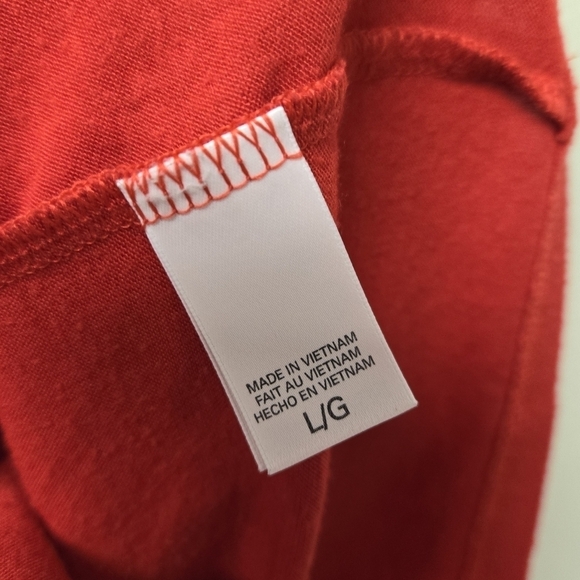 MADE IN VIETNAM
FAIT AU VIETNAM
HECHO EN VIETNAM
L/G